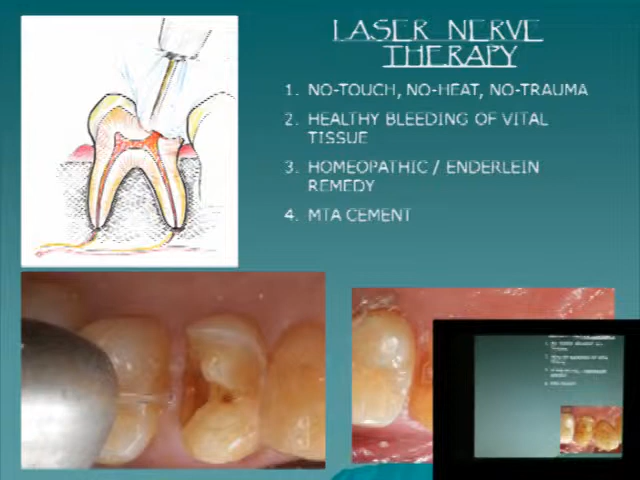 LASER NERVE
THERAPY
1. NO-TOUCH, NO-HEAT, NO-TRAUMA
2. HEALTHY BLEEDING OF VITAL
TISSUE
3. HOMEOPATHIC / ENDERLEIN
REMEDY
4. MTA CEMENT